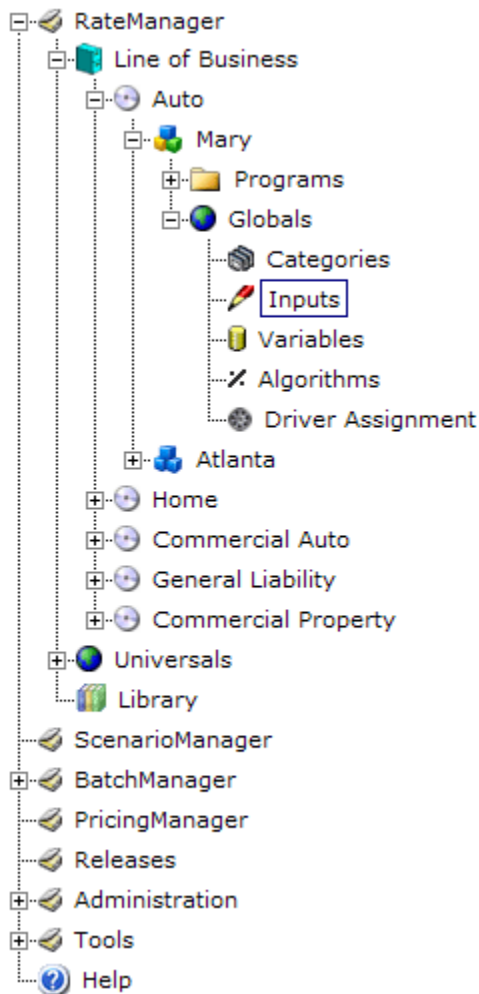 RateManager
Line of Business
Auto
Mary
Programs
Globals
Categories
Inputs
Variables
Algorithms
Driver Assignment
Atlanta
Home
Commercial Auto
General Liability
Commercial Property
Universals
Library
ScenarioManager
BatchManager
PricingManager
Releases
Administration
Tools
Help